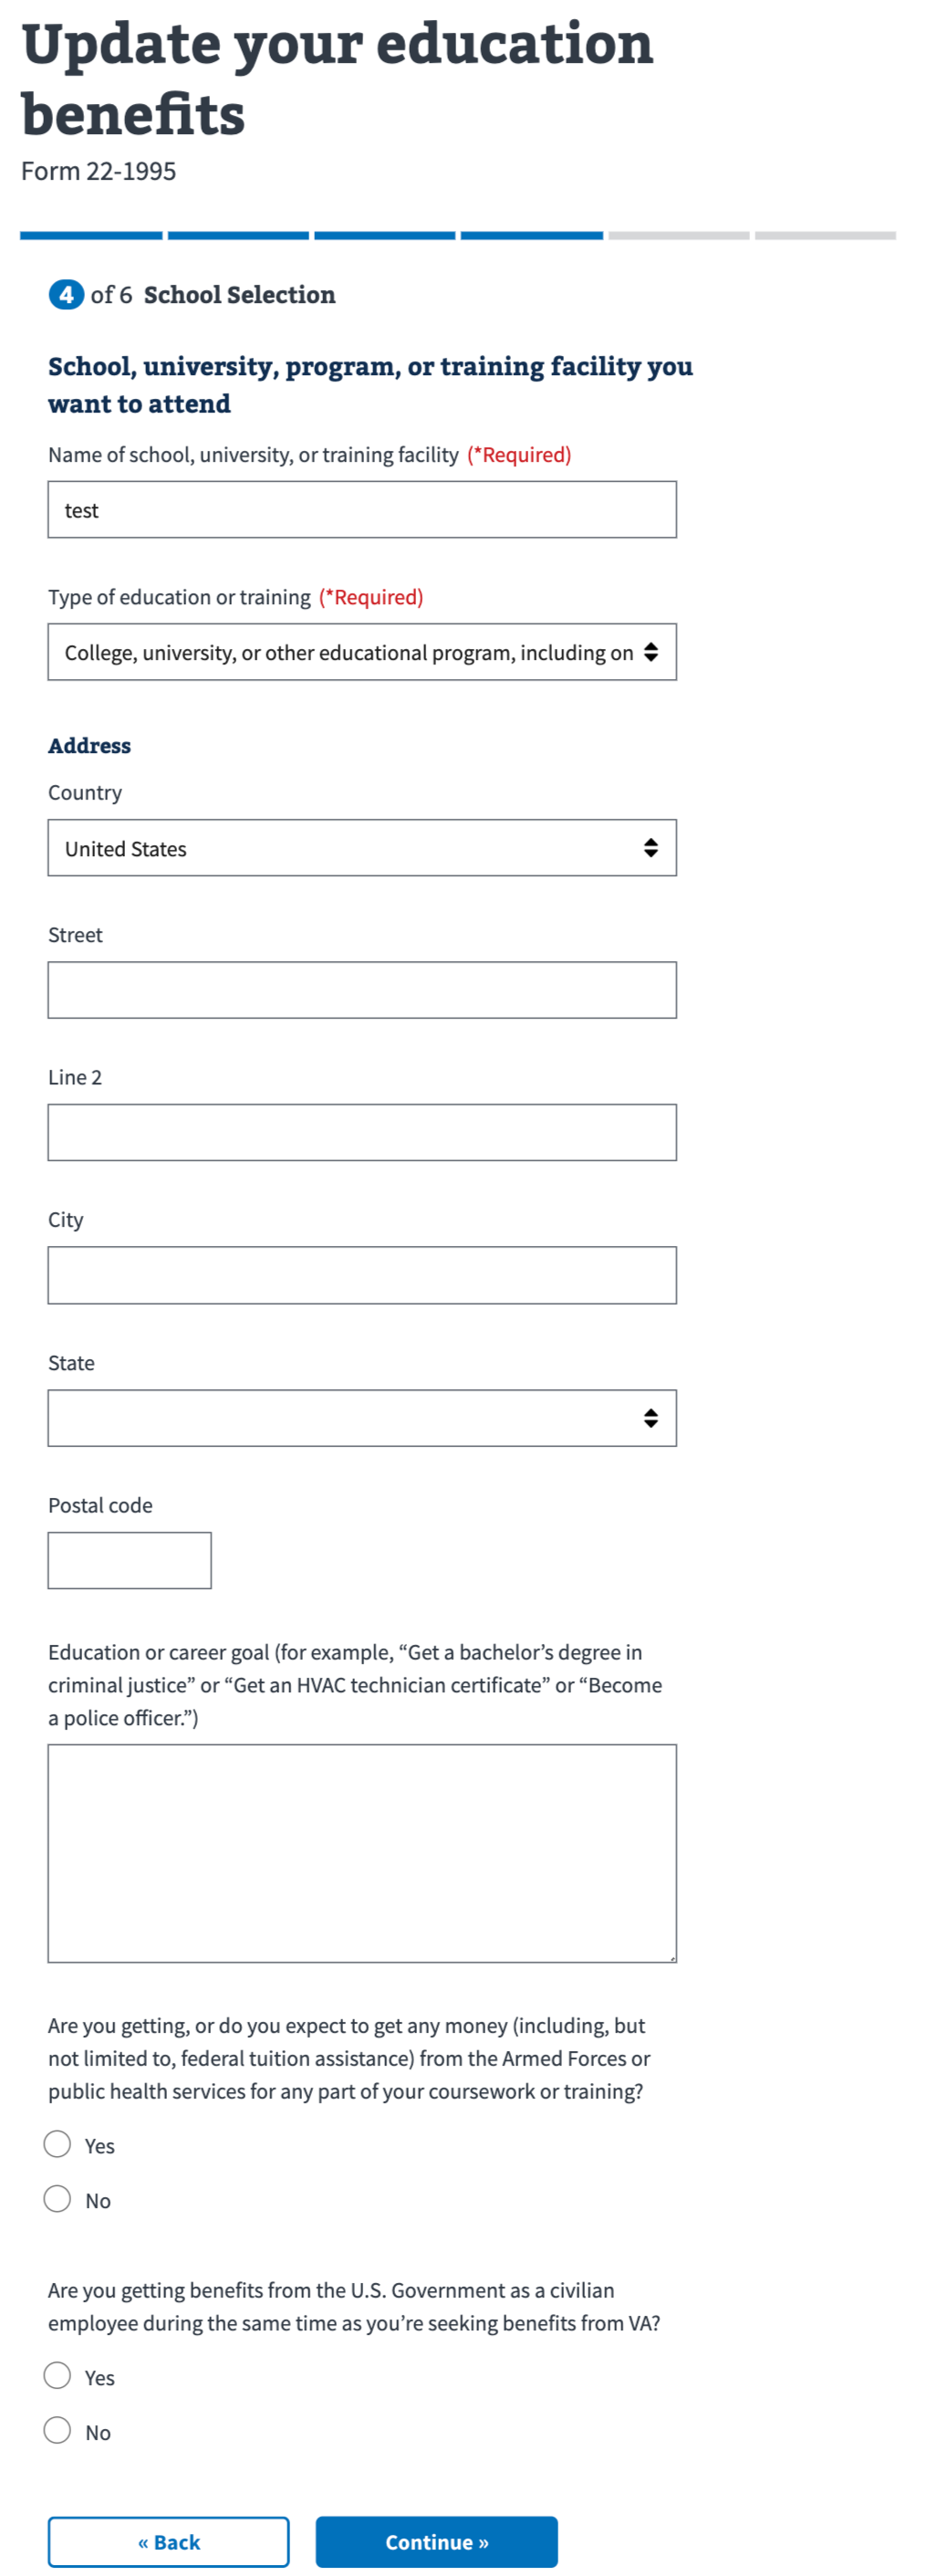 Update your education
benefits
Form 22-1995
4 of 6 School Selection
School, university, program, or training facility you
want to attend
Name of school, university, or training facility (*Required)
test
Type of education or training (*Required)
College, university, or other educational program, including on
Address
Country
United States
Street
Line 2
City
State
Postal code
Education or career goal (for example, “Get a bachelor’s degree in
criminal justice” or “Get an HVAC technician certificate” or “Become
a police officer.”)
Are you getting, or do you expect to get any money (including, but
not limited to, federal tuition assistance) from the Armed Forces or
public health services for any part of your coursework or training?
Yes
No
Are you getting benefits from the U.S. Government as a civilian
employee during the same time as you’re seeking benefits from VA?
Yes
No
« Back
Continue »